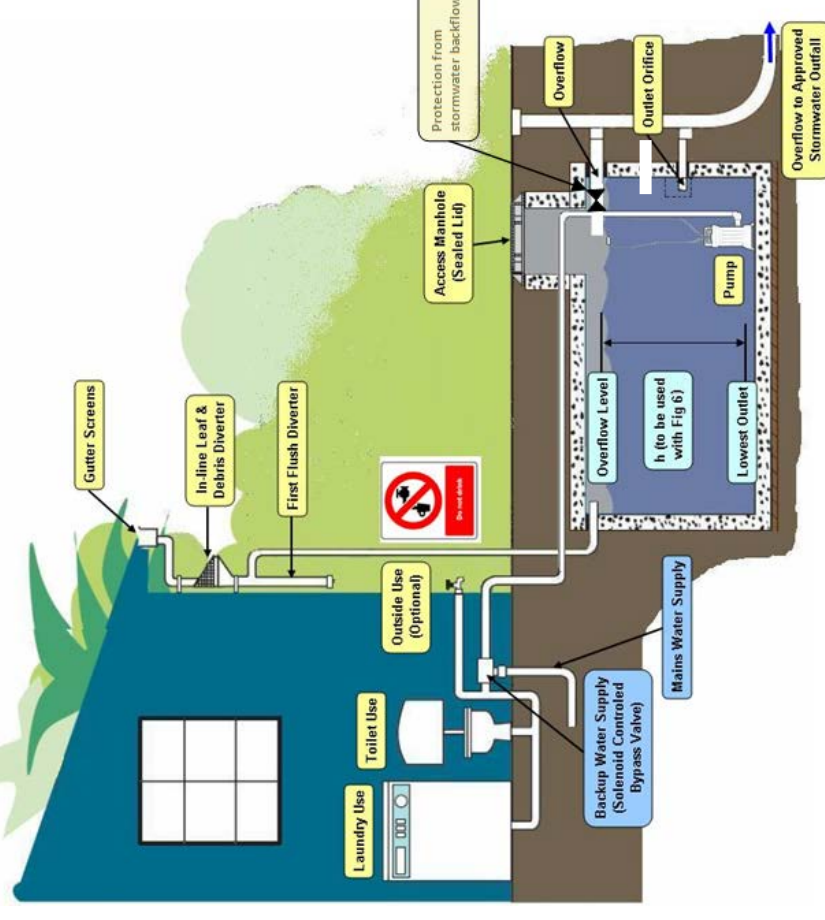 Gutter Screens
In-line Leaf &
Debris Diverter
First Flush Diverter
Do not drink
Laundry Use
Toilet Use
Outside Use
(Optional)
Backup Water Supply
(Solenoid Controled
Bypass Valve)
Mains Water Supply
Access Manhole
(Sealed Lid)
Protection from
stormwater backflow
Overflow
Outlet Orifice
Overflow Level
h (to be used
with Fig 6)
Lowest Outlet
Pump
Overflow to Approved
Stormwater Outfall